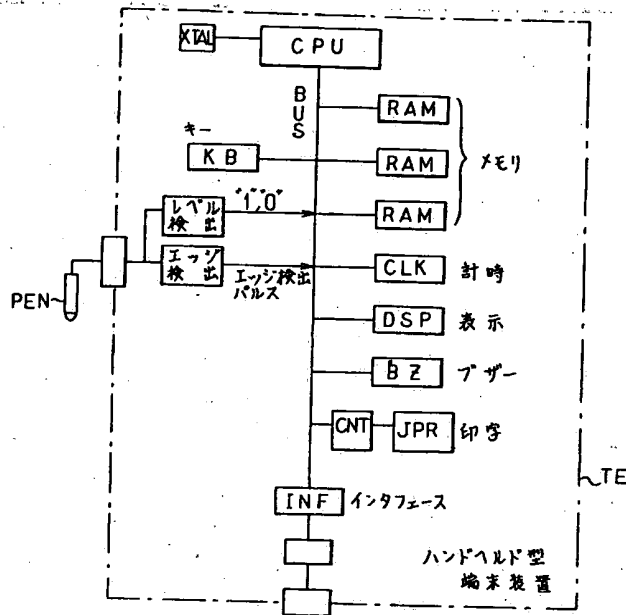 XTAL
CPU
BUS
RAM
キー
KB
RAM
メモリ
レベル
検出
"1","0"
RAM
エッジ
検出
エッジ検出
パルス
CLK
計時
PEN
DSP
表示
BZ
ブザー
CNT
JPR
印字
TE
INF
インタフェース
ハンドヘルド型
端末装置